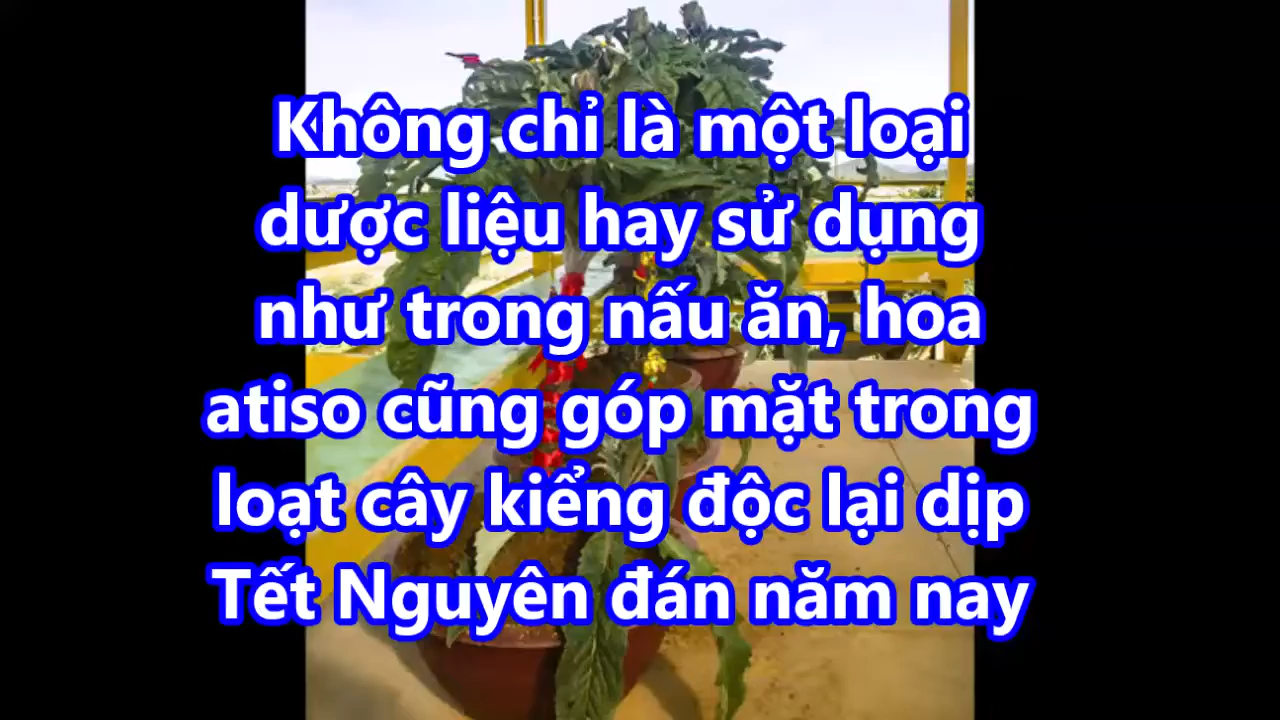 Không chỉ là một loại
dược liệu hay sử dụng
như trong nấu ăn, hoa
atiso cũng góp mặt trong
loạt cây kiểng độc lại dịp
Tết Nguyên đán năm nay